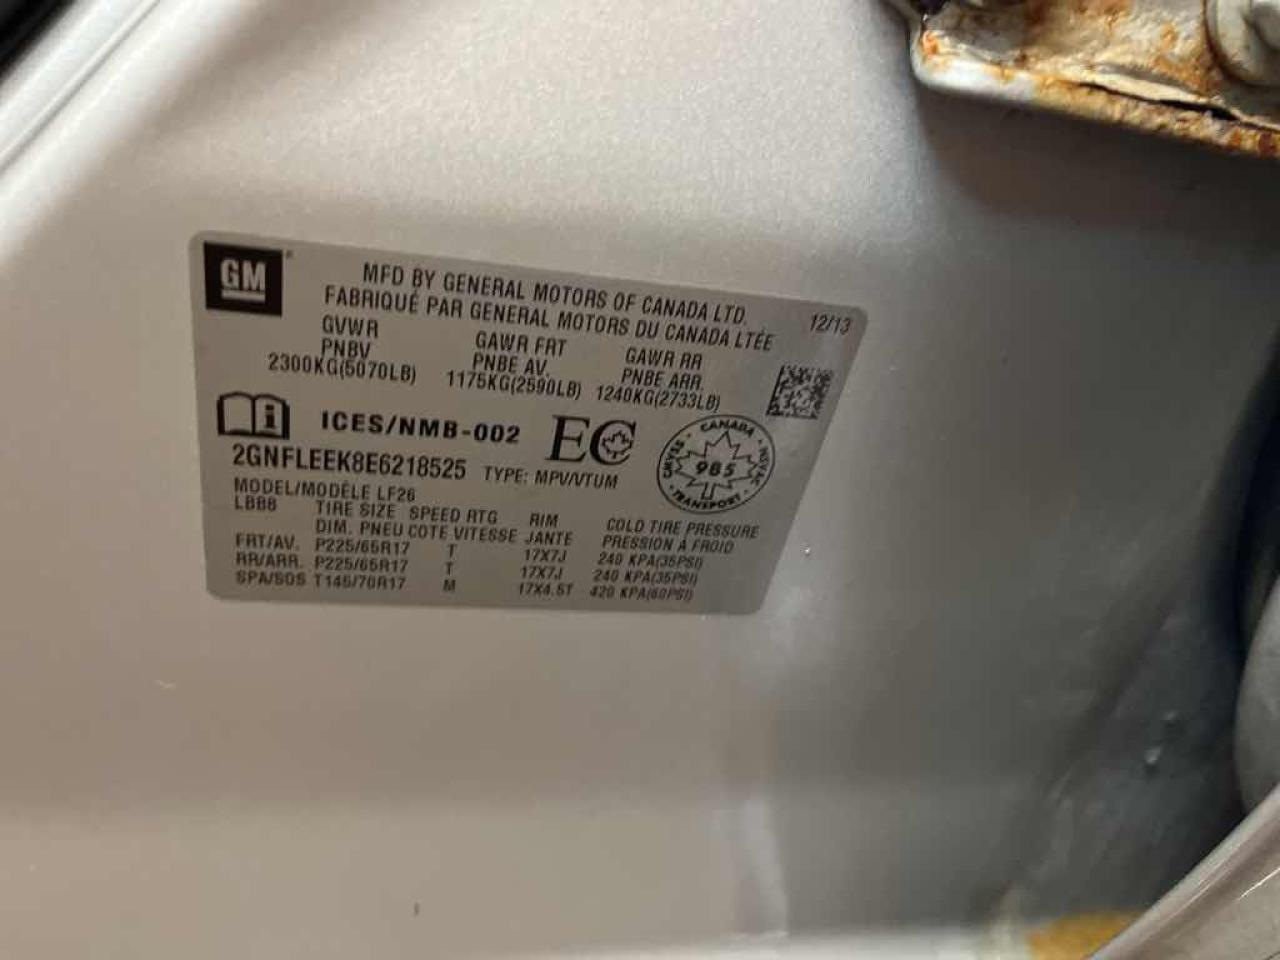 GM
MFD BY GENERAL MOTORS OF CANADA LTD.
FABRIQUÉ PAR GENERAL MOTORS DU CANADA LTÉE
12/13
GVWR GAWR FRT GAWR RR
PNBV PNBE AV. PNBE ARR.
2300KG(5070LB) 1175KG(2590LB) 1240KG(2733LB)
i ICES/NMB-002 EC
CANADA
CMVSS 985 NSVAC
TRANSPORT
2GNFLEEK8E6218525 TYPE: MPV/VTUM
MODEL/MODÈLE LF26
LBB8 TIRE SIZE SPEED RTG RIM COLD TIRE PRESSURE
DIM. PNEU COTE VITESSE JANTE PRESSION À FROID
FRT/AV. P225/65R17 T 17X7J 240 KPA(35PSI)
RR/ARR. P225/65R17 T 17X7J 240 KPA(35PSI)
SPA/SOS T145/70R17 M 17X4.5T 420 KPA(60PSI)